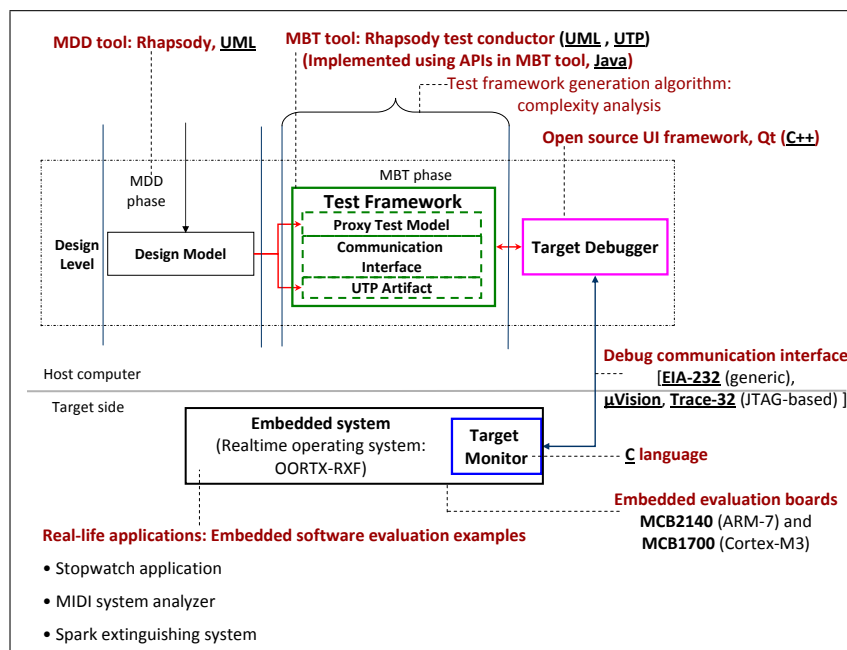 MDD tool: Rhapsody, UML
MBT tool: Rhapsody test conductor (UML , UTP)
(Implemented using APIs in MBT tool, Java)
Test framework generation algorithm:
complexity analysis
Open source UI framework, Qt (C++)
MDD
phase
MBT phase
Design
Level
Design Model
Test Framework
Proxy Test Model
Communication
Interface
UTP Artifact
Target Debugger
Host computer
Debug communication interface
[EIA-232 (generic),
µVision, Trace-32 (JTAG-based) ]
Target side
Embedded system
(Realtime operating system:
OORTX-RXF)
Target
Monitor
C language
Embedded evaluation boards
MCB2140 (ARM-7) and
MCB1700 (Cortex-M3)
Real-life applications: Embedded software evaluation examples
• Stopwatch application
• MIDI system analyzer
• Spark extinguishing system